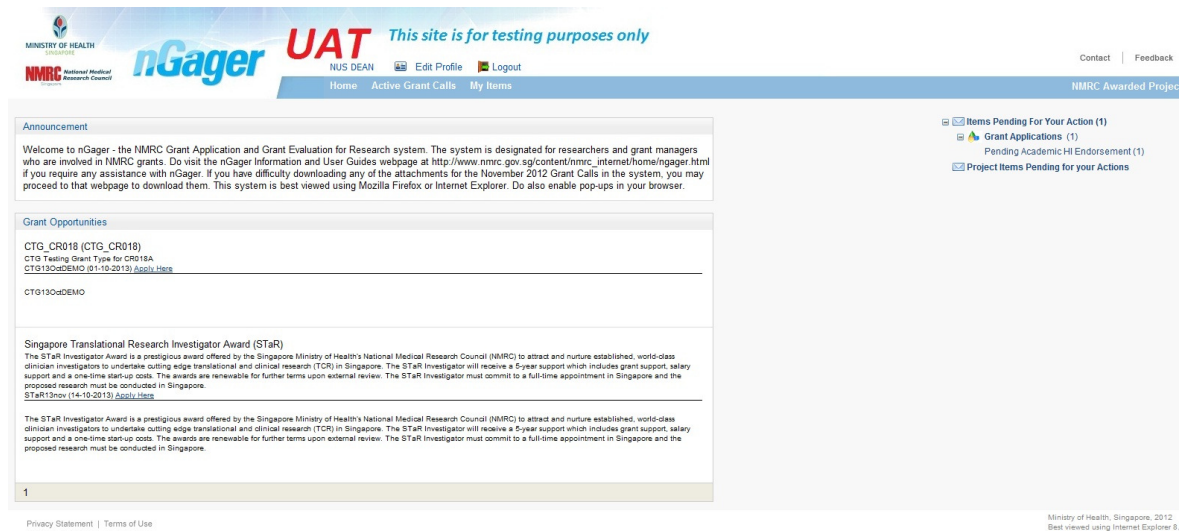 MINISTRY OF HEALTH
SINGAPORE
NMRC National Medical
Research Council
Singapore
nGager
UAT This site is for testing purposes only
NUS DEAN Edit Profile Logout
Contact Feedback
Home Active Grant Calls My Items
NMRC Awarded Projec
Announcement
Welcome to nGager - the NMRC Grant Application and Grant Evaluation for Research system. The system is designated for researchers and grant managers
who are involved in NMRC grants. Do visit the nGager Information and User Guides webpage at http://www.nmrc.gov.sg/content/nmrc_internet/home/ngager.html
if you require any assistance with nGager. If you have difficulty downloading any of the attachments for the November 2012 Grant Calls in the system, you may
proceed to that webpage to download them. This system is best viewed using Mozilla Firefox or Internet Explorer. Do also enable pop-ups in your browser.
Items Pending For Your Action (1)
Grant Applications (1)
Pending Academic HI Endorsement (1)
Project Items Pending for your Actions
Grant Opportunities
CTG_CR018 (CTG_CR018)
CTG Testing Grant Type for CR018A
CTG13OctDEMO (01-10-2013) Apply Here
CTG13OctDEMO
Singapore Translational Research Investigator Award (STaR)
The STaR Investigator Award is a prestigious award offered by the Singapore Ministry of Health's National Medical Research Council (NMRC) to attract and nurture established, world-class
clinician investigators to undertake cutting edge translational and clinical research (TCR) in Singapore. The STaR Investigator will receive a 5-year support which includes grant support, salary
support and a one-time start-up costs. The awards are renewable for further terms upon external review. The STaR Investigator must commit to a full-time appointment in Singapore and the
proposed research must be conducted in Singapore.
STaR13nov (14-10-2013) Apply Here
The STaR Investigator Award is a prestigious award offered by the Singapore Ministry of Health's National Medical Research Council (NMRC) to attract and nurture established, world-class
clinician investigators to undertake cutting edge translational and clinical research (TCR) in Singapore. The STaR Investigator will receive a 5-year support which includes grant support, salary
support and a one-time start-up costs. The awards are renewable for further terms upon external review. The STaR Investigator must commit to a full-time appointment in Singapore and the
proposed research must be conducted in Singapore.
1
Privacy Statement | Terms of Use
Ministry of Health, Singapore, 2012
Best viewed using Internet Explorer 8.